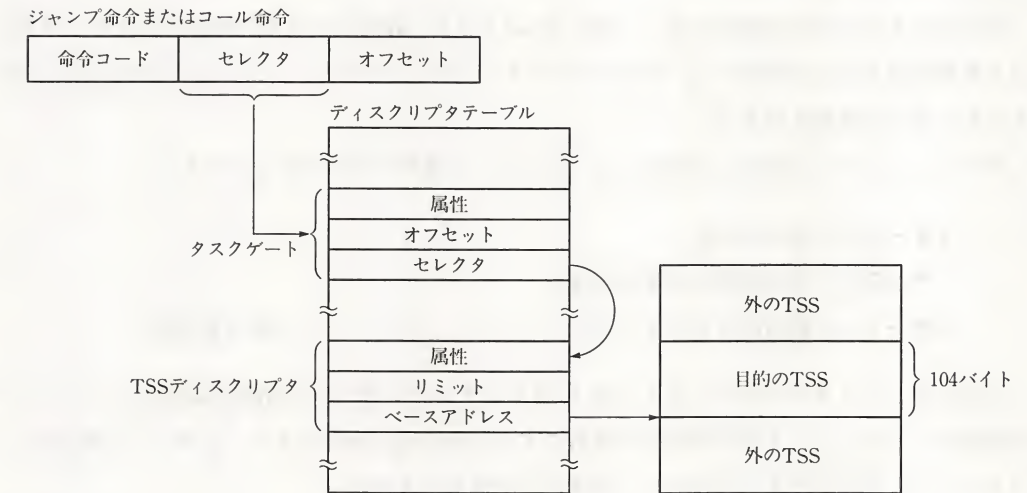 ジャンプ命令またはコール命令
命令コード
セレクタ
オフセット
ディスクリプタテーブル
タスクゲート
属性
オフセット
セレクタ
TSSディスクリプタ
属性
リミット
ベースアドレス
外のTSS
目的のTSS
104バイト
外のTSS